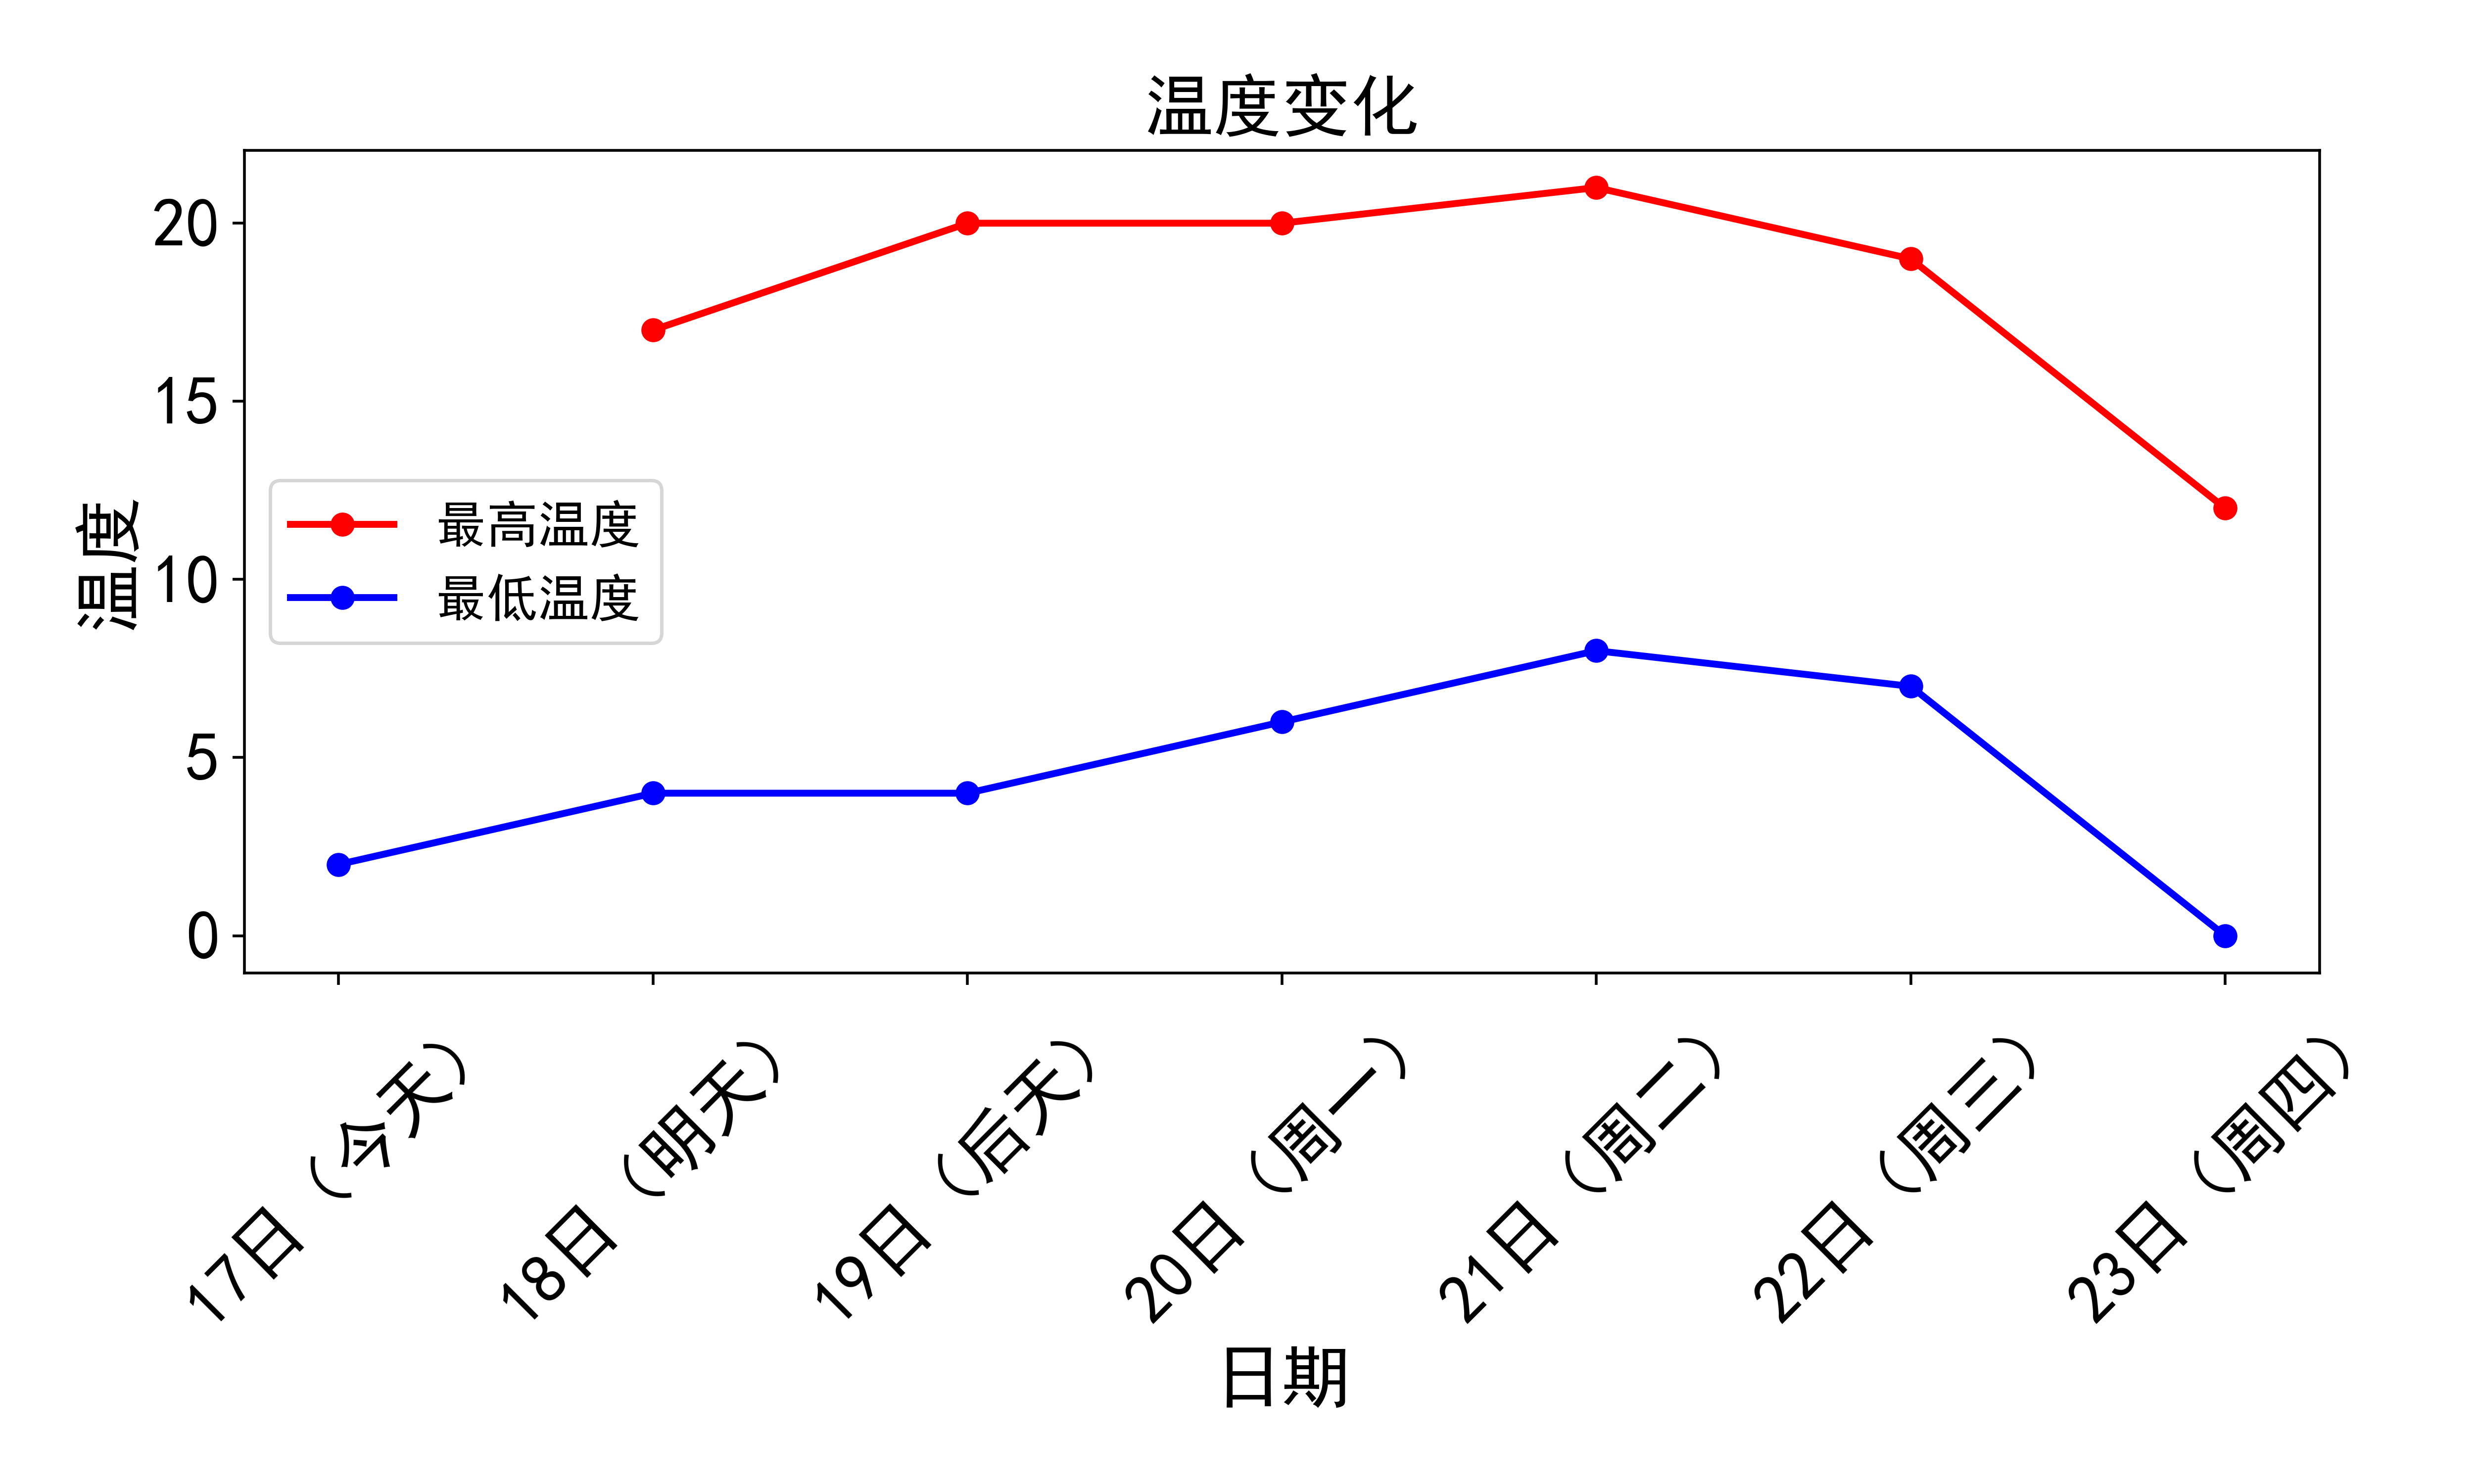 温度变化
温度
20
15
10
5
0
最高温度
最低温度
17日（今天）
18日（明天）
19日（后天）
20日（周一）
21日（周二）
22日（周三）
23日（周四）
日期